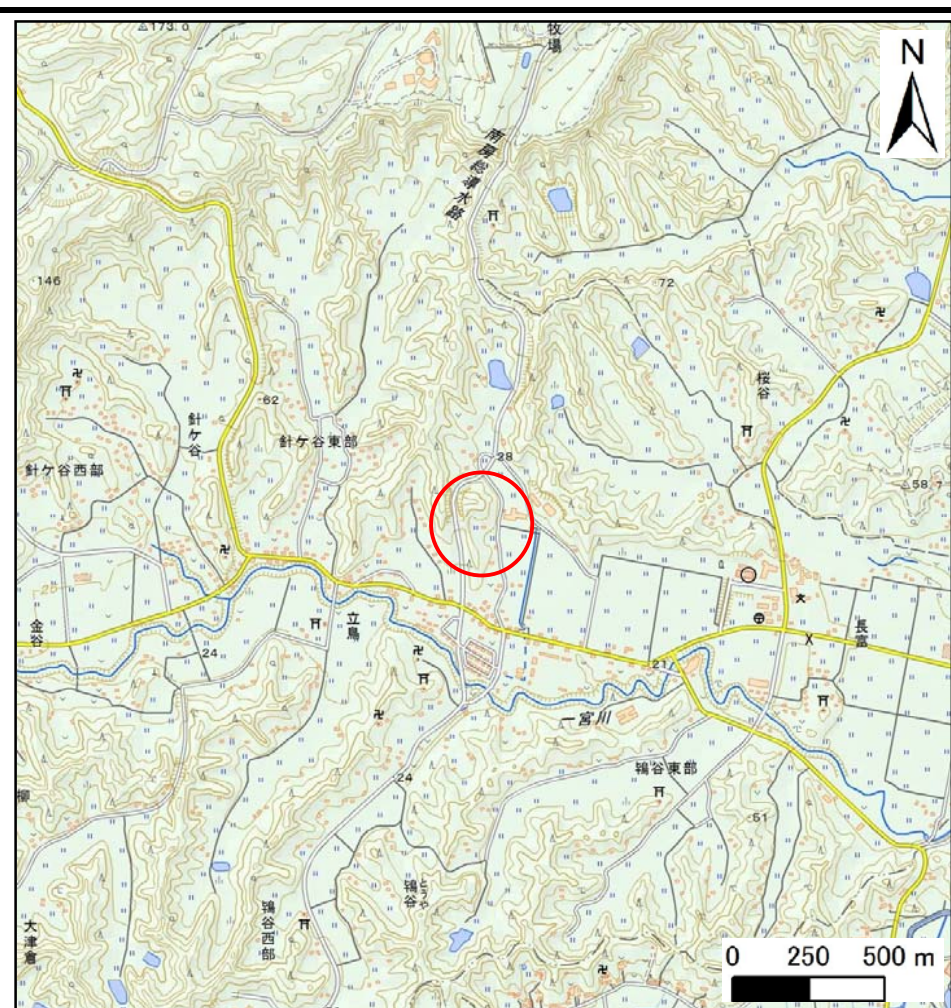 173.0
牧場
N
南房総導水路
146
72
桜谷
62
針ケ谷
針ケ谷東部
針ケ谷西部
28
58.7
金谷
立鳥
24
21
長富
一宮川
24
鴇谷東部
51
柳
鴇谷
とうや
鴇谷西部
大津倉
0 250 500 m